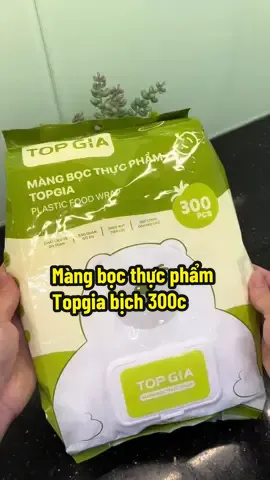 TOP GIA
MÀNG BỌC THỰC PHẨM
TOPGIA
PLASTIC FOOD WRAP
300
PCS
Màng bọc thực phẩm
Topgia bịch 300c
TOP GIA